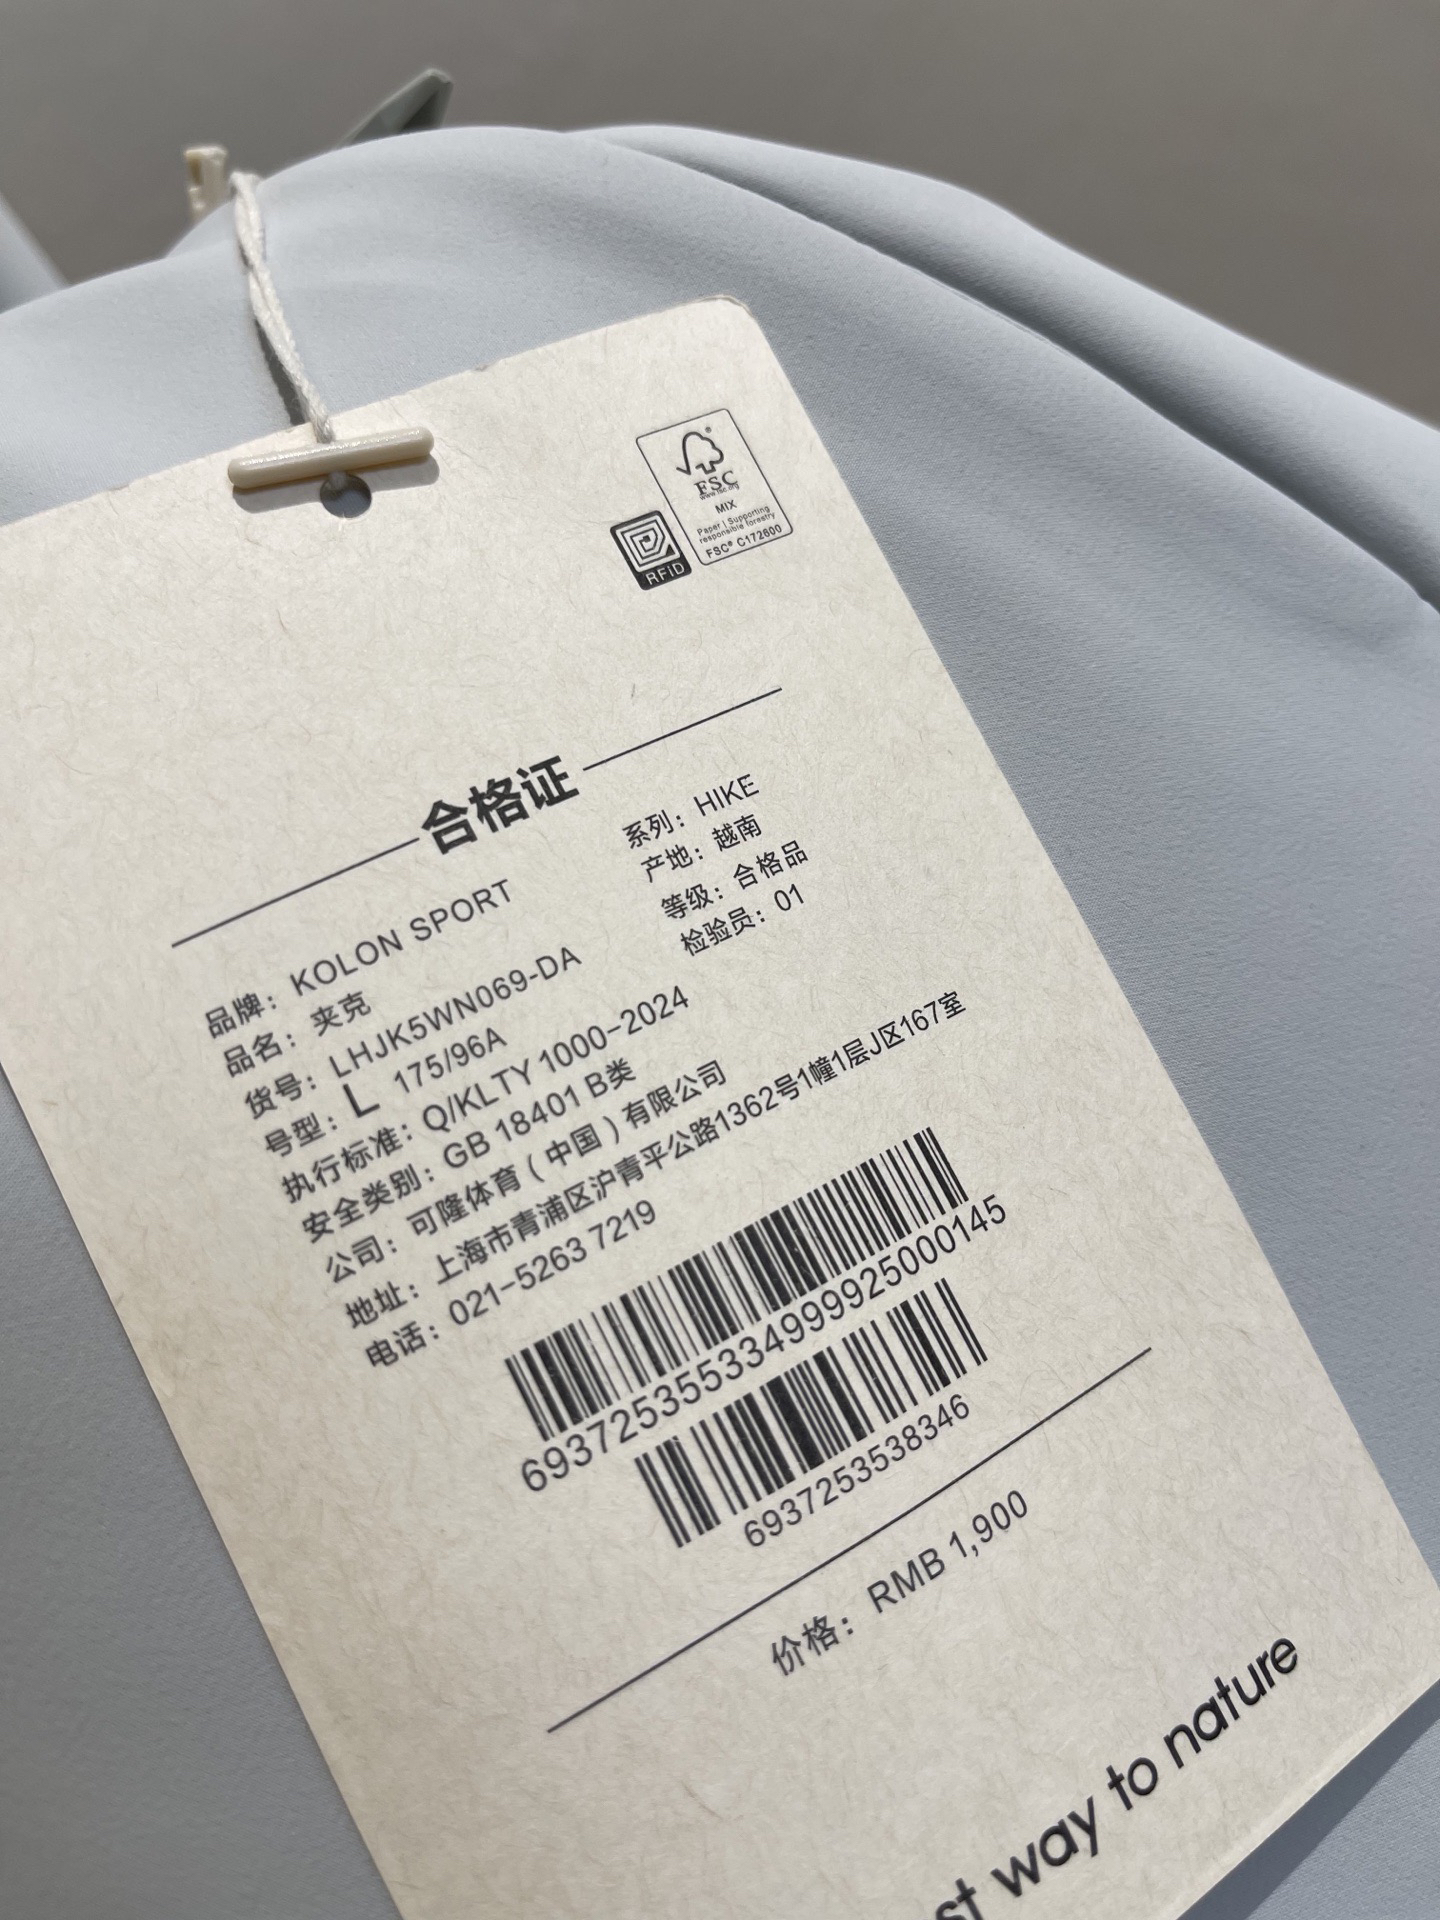 FSC
www.fsc.org
MIX
Paper | Supporting
responsible forestry
FSC® C172600
RFiD
合格证
品牌: KOLON SPORT
品名: 夹克
货号: LHJK5WN069-DA
号型: L 175/96A
执行标准: Q/KLTY 1000-2024
安全类别: GB 18401 B类
公司: 可隆体育(中国)有限公司
地址: 上海市青浦区沪青平公路1362号1幢1层J区167室
电话: 021-5263 7219
系列: HIKE
产地: 越南
等级: 合格品
检验员: 01
69372535533499992500014​5
6937253538346
价格: RMB 1,900
st way to nature